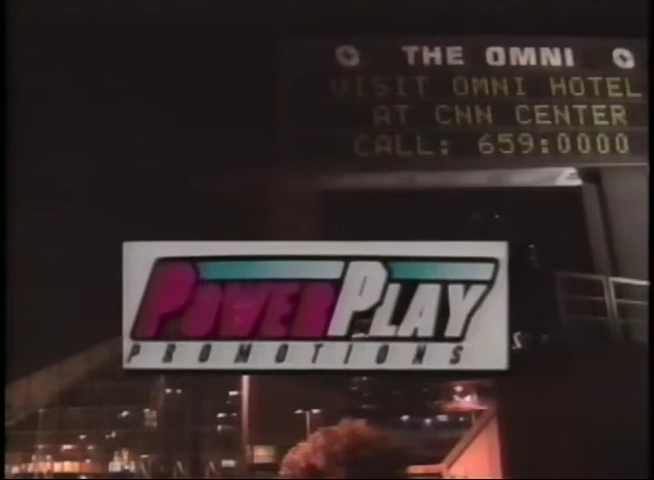 THE OMNI
VISIT OMNI HOTEL
AT CNN CENTER
CALL: 659:0000
POWERPLAY
PROMOTIONS